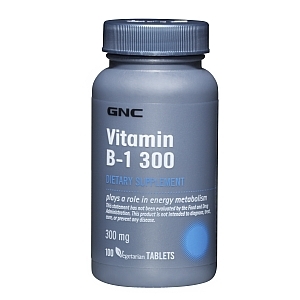 GNC
Vitamin
B-1 300
DIETARY SUPPLEMENT
plays a role in energy metabolism
This statement has not been evaluated by the Food and Drug
Administration. This product is not intended to diagnose, treat,
cure, or prevent any disease.
300 mg
100 Vegetarian TABLETS